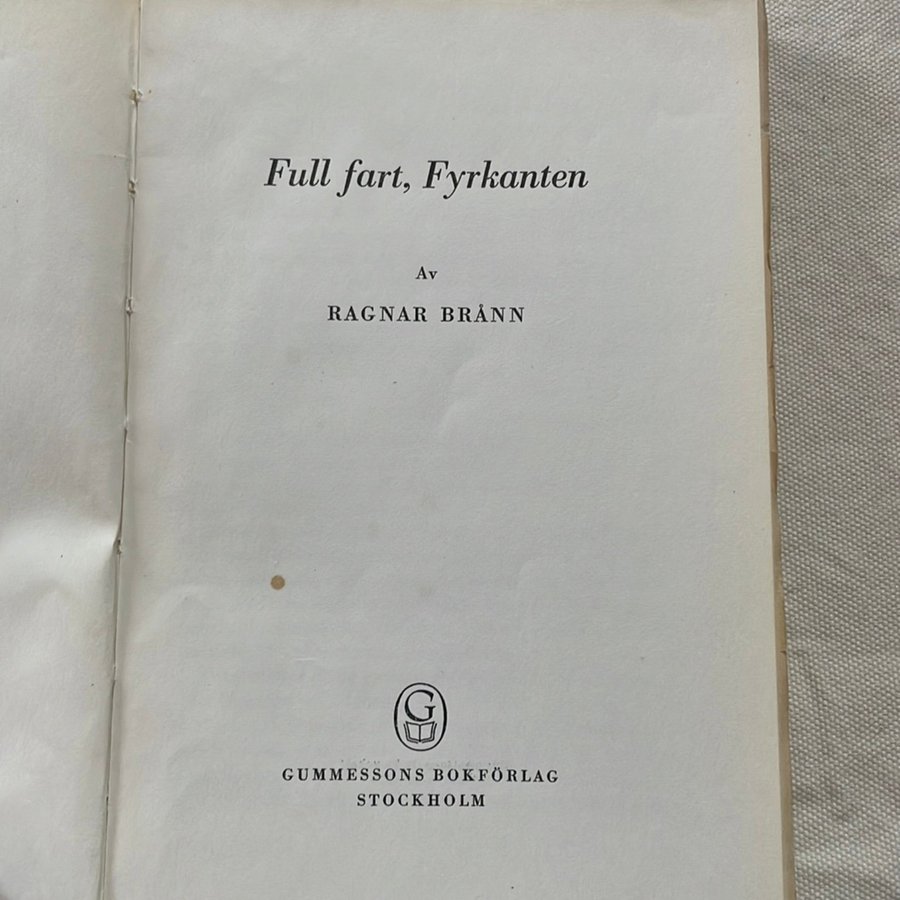 Full fart, Fyrkanten
Av
RAGNAR BRÅNN
G
GUMMESSONS BOKFÖRLAG
STOCKHOLM